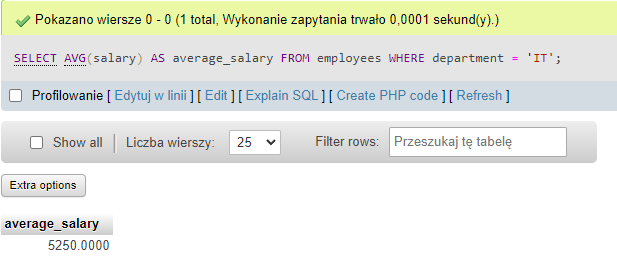 Pokazano wiersze 0 - 0 (1 total, Wykonanie zapytania trwało 0,0001 sekund(y).)
SELECT AVG(salary) AS average_salary FROM employees WHERE department = 'IT';
Profilowanie [ Edytuj w linii ] [ Edit ] [ Explain SQL ] [ Create PHP code ] [ Refresh ]
Show all Liczba wierszy: 25 Filter rows: Przeszukaj tę tabelę
Extra options
average_salary
5250.0000